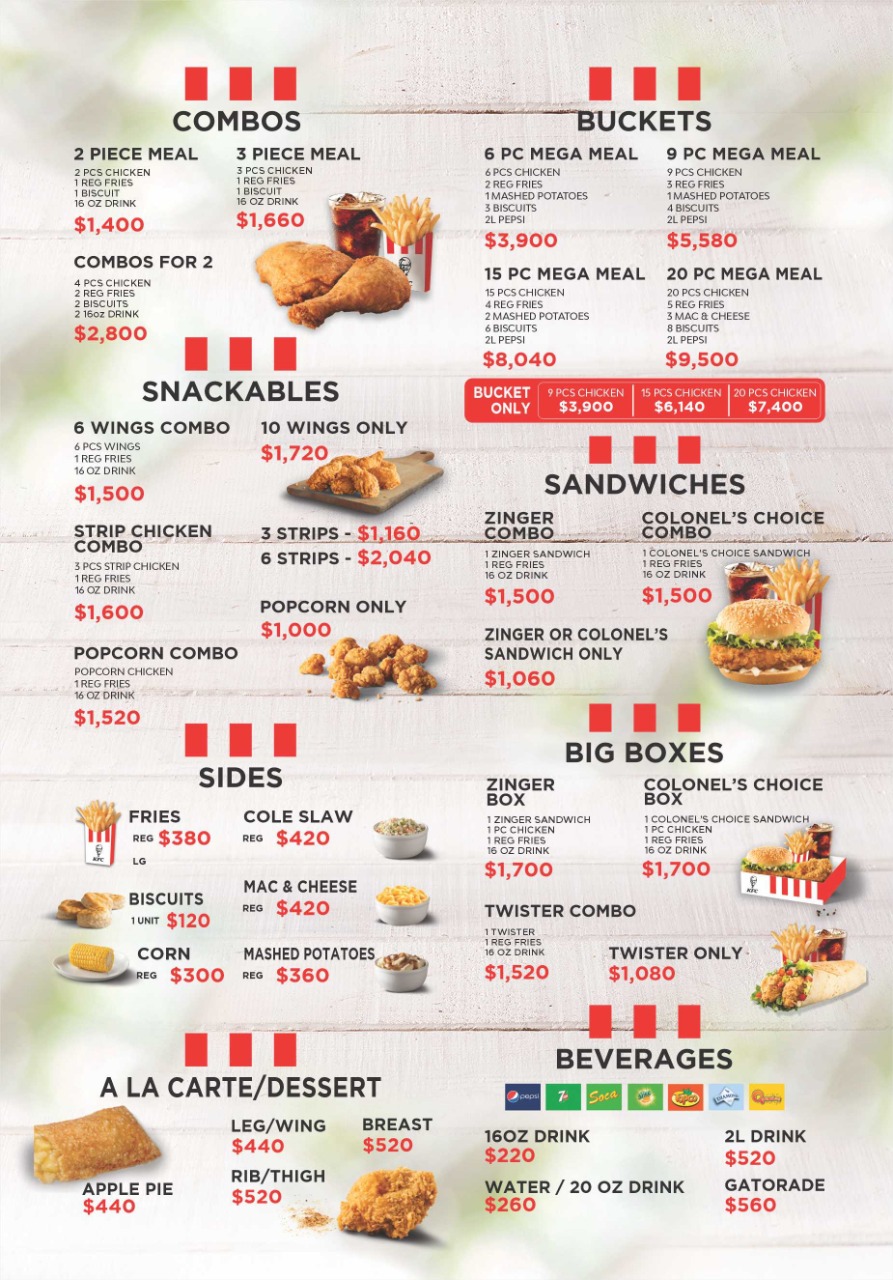 COMBOS
2 PIECE MEAL
2 PCS CHICKEN
1 REG FRIES
1 BISCUIT
16 OZ DRINK
$1,400
3 PIECE MEAL
3 PCS CHICKEN
1 REG FRIES
1 BISCUIT
16 OZ DRINK
$1,660
COMBOS FOR 2
4 PCS CHICKEN
2 REG FRIES
2 BISCUITS
2 16oz DRINK
$2,800
KFC
SNACKABLES
6 WINGS COMBO
6 PCS WINGS
1 REG FRIES
16 OZ DRINK
$1,500
10 WINGS ONLY
$1,720
STRIP CHICKEN
COMBO
3 PCS STRIP CHICKEN
1 REG FRIES
16 OZ DRINK
$1,600
3 STRIPS - $1,160
6 STRIPS - $2,040
POPCORN ONLY
$1,000
POPCORN COMBO
POPCORN CHICKEN
1 REG FRIES
16 OZ DRINK
$1,520
SIDES
FRIES
REG $380
LG
KFC
COLE SLAW
REG $420
BISCUITS
1 UNIT $120
MAC & CHEESE
REG $420
CORN
REG $300
MASHED POTATOES
REG $360
A LA CARTE/DESSERT
APPLE PIE
$440
LEG/WING
$440
BREAST
$520
RIB/THIGH
$520
BUCKETS
6 PC MEGA MEAL
6 PCS CHICKEN
2 REG FRIES
1 MASHED POTATOES
3 BISCUITS
2L PEPSI
$3,900
9 PC MEGA MEAL
9 PCS CHICKEN
3 REG FRIES
1 MASHED POTATOES
4 BISCUITS
2L PEPSI
$5,580
15 PC MEGA MEAL
15 PCS CHICKEN
4 REG FRIES
2 MASHED POTATOES
6 BISCUITS
2L PEPSI
$8,040
20 PC MEGA MEAL
20 PCS CHICKEN
5 REG FRIES
3 MAC & CHEESE
8 BISCUITS
2L PEPSI
$9,500
BUCKET
ONLY
9 PCS CHICKEN
$3,900
15 PCS CHICKEN
$6,140
20 PCS CHICKEN
$7,400
SANDWICHES
ZINGER
COMBO
1 ZINGER SANDWICH
1 REG FRIES
16 OZ DRINK
$1,500
COLONEL'S CHOICE
COMBO
1 COLONEL'S CHOICE SANDWICH
1 REG FRIES
16 OZ DRINK
$1,500
ZINGER OR COLONEL'S
SANDWICH ONLY
$1,060
BIG BOXES
ZINGER
BOX
1 ZINGER SANDWICH
1 PC CHICKEN
1 REG FRIES
16 OZ DRINK
$1,700
COLONEL'S CHOICE
BOX
1 COLONEL'S CHOICE SANDWICH
1 PC CHICKEN
1 REG FRIES
16 OZ DRINK
$1,700
KFC
TWISTER COMBO
1 TWISTER
1 REG FRIES
16 OZ DRINK
$1,520
TWISTER ONLY
$1,080
BEVERAGES
pepsi
7
Soca
16OZ DRINK
$220
2L DRINK
$520
WATER / 20 OZ DRINK
$260
GATORADE
$560